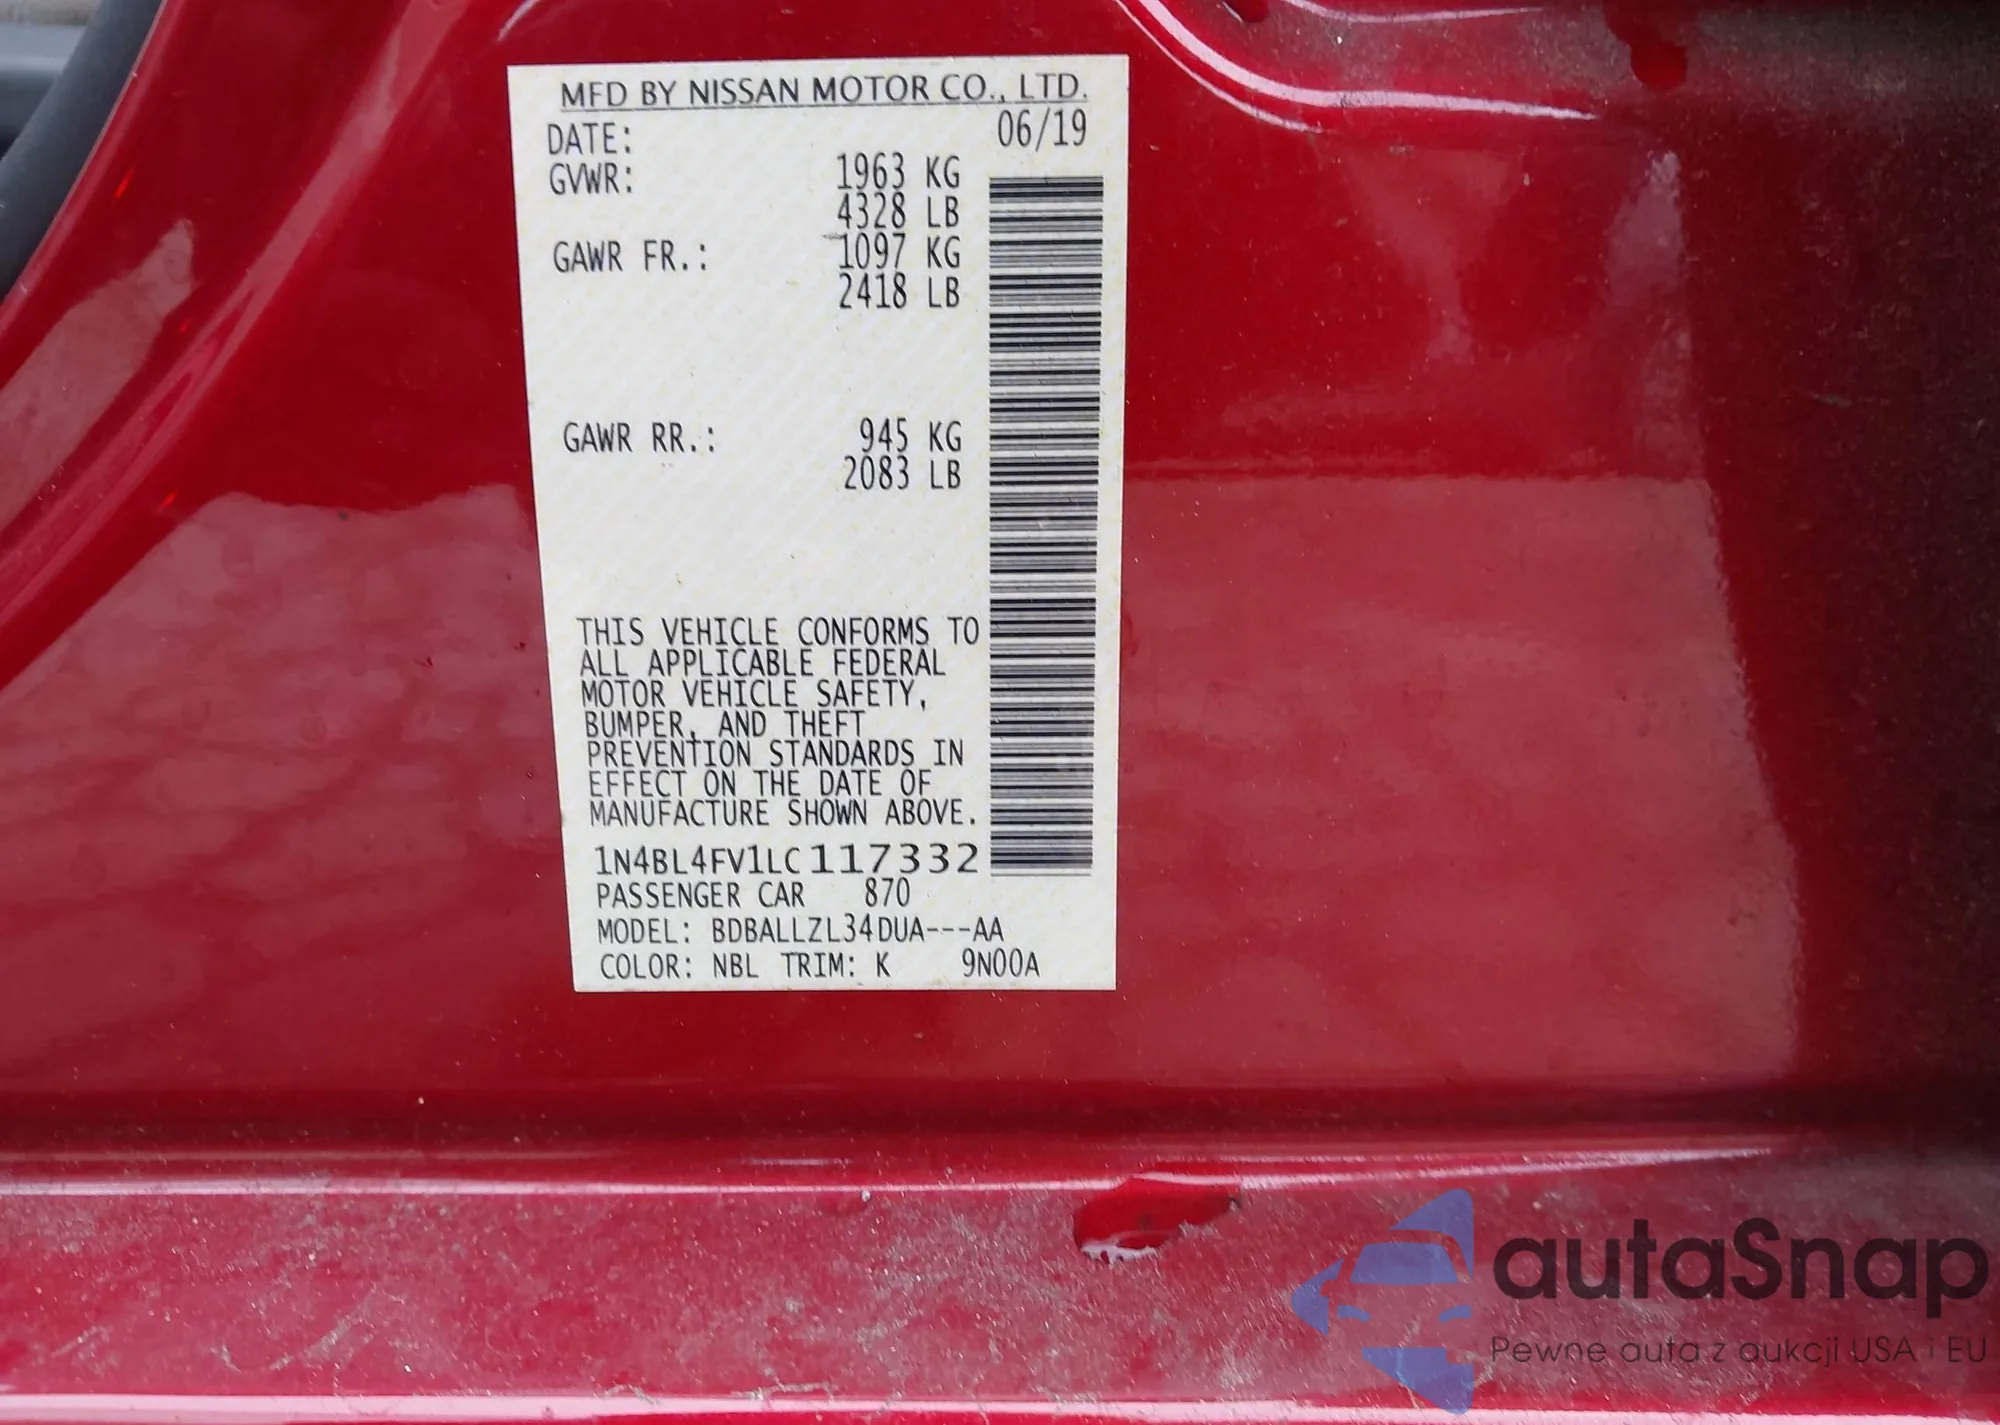 MFD BY NISSAN MOTOR CO., LTD.
DATE: 06/19
GVWR: 1963 KG
4328 LB
GAWR FR.: 1097 KG
2418 LB
GAWR RR.: 945 KG
2083 LB
THIS VEHICLE CONFORMS TO
ALL APPLICABLE FEDERAL
MOTOR VEHICLE SAFETY,
BUMPER, AND THEFT
PREVENTION STANDARDS IN
EFFECT ON THE DATE OF
MANUFACTURE SHOWN ABOVE.
1N4BL4FV1LC117332
PASSENGER CAR 870
MODEL: BDBALLZL34DUA---AA
COLOR: NBL TRIM: K 9N00A
autaSnap
Pewne auta z aukcji USA i EU